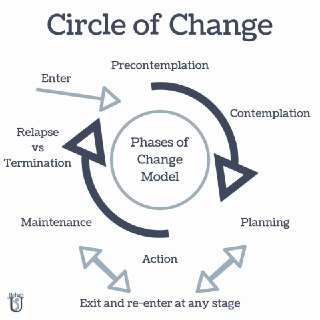 Circle of Change
Precontemplation
Enter
Contemplation
Relapse
vs
Termination
Phases of
Change
Model
Maintenance
Planning
Action
Exit and re-enter at any stage